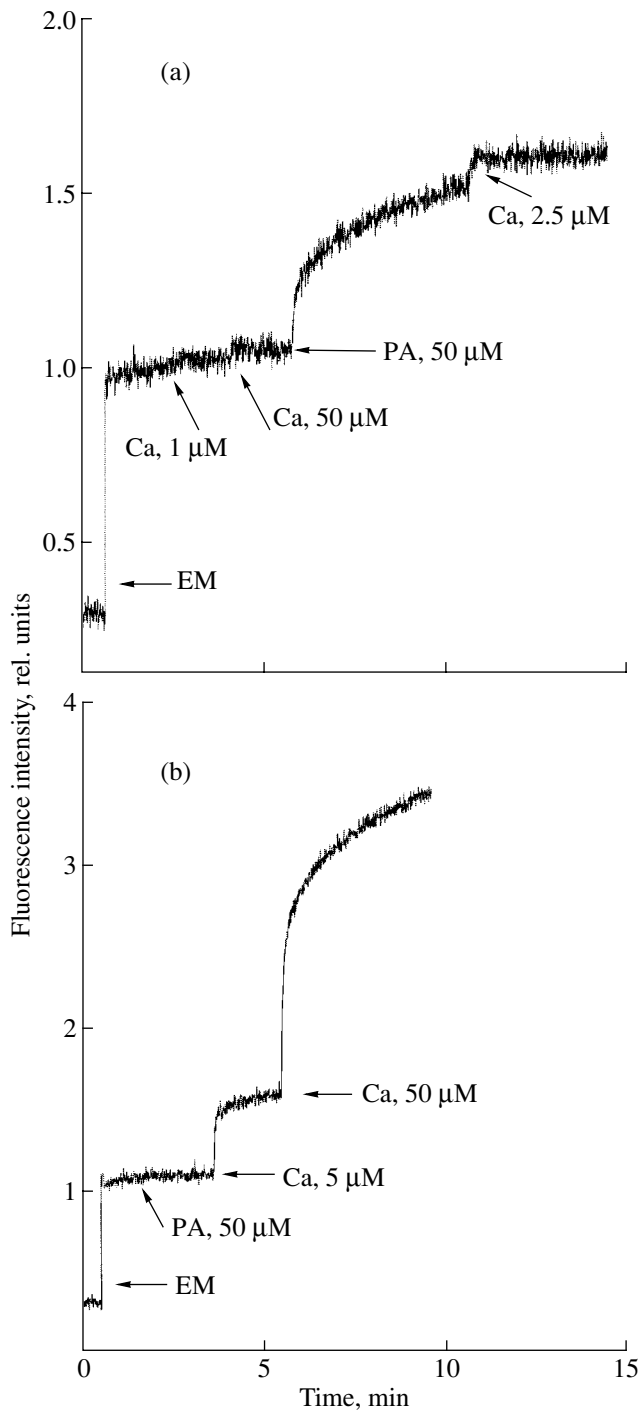 2.0
(a)
1.5
Ca, 2.5 μM
1.0
PA, 50 μM
Ca, 50 μM
Ca, 1 μM
0.5
EM
Fluorescence intensity, rel. units
4
(b)
3
2
Ca, 50 μM
Ca, 5 μM
1
PA, 50 μM
EM
0 5 10 15
Time, min